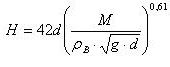 H = 42d(M / (ρ_B · √(g · d)))^0,61